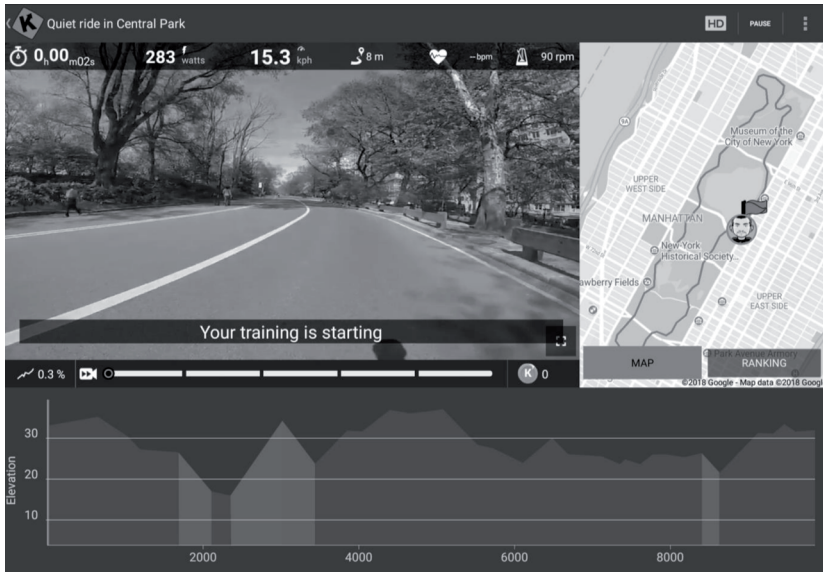 K Quiet ride in Central Park
HD PAUSE
0h00m02s 283 watts 15.3 kph 8 m --bpm 90 rpm
Museum of the
City of New York
9A
UPPER
WEST SIDE
MANHATTAN
New-York
Historical Society
awberry Fields
UPPER
EAST SIDE
Your training is starting
Park Avenue Armory
MAP RANKING
©2018 Google - Map data ©2018 Googl
0.3 % K 0
Elevation
30
20
10
2000 4000 6000 8000